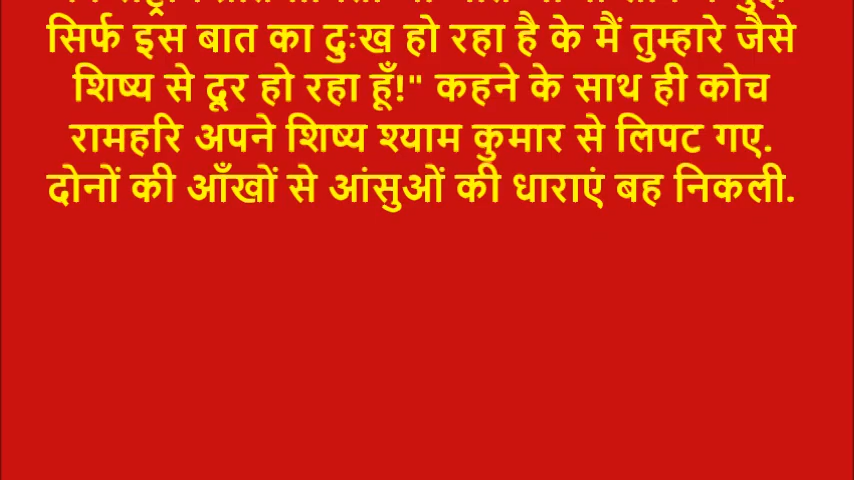 सिर्फ इस बात का दुःख हो रहा है के मैं तुम्हारे जैसे
शिष्य से दूर हो रहा हूँ!" कहने के साथ ही कोच
रामहरि अपने शिष्य श्याम कुमार से लिपट गए.
दोनों की आँखों से आंसुओं की धाराएं बह निकली.